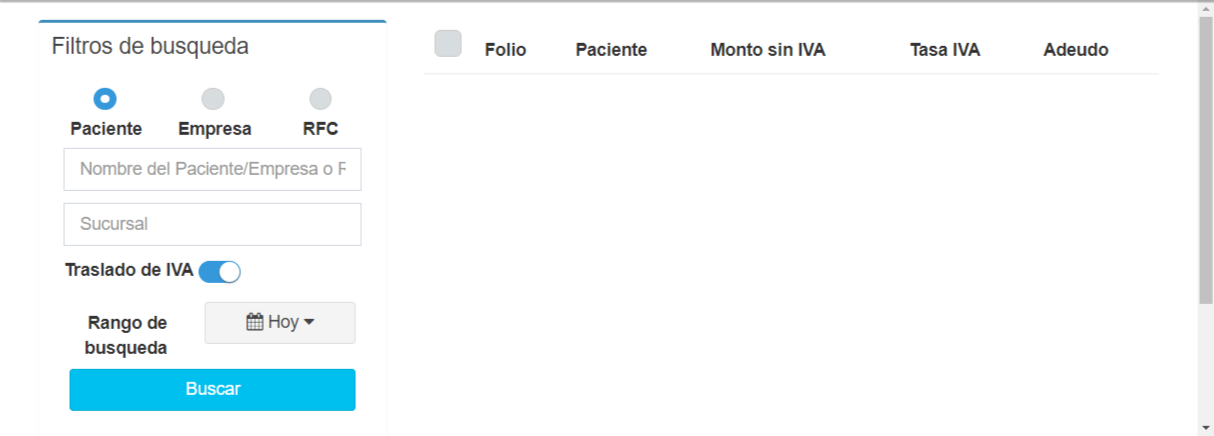 Filtros de busqueda
Paciente Empresa RFC
Nombre del Paciente/Empresa o
Sucursal
Traslado de IVA
Rango de
busqueda
Hoy
Buscar
Folio Paciente Monto sin IVA Tasa IVA Adeudo